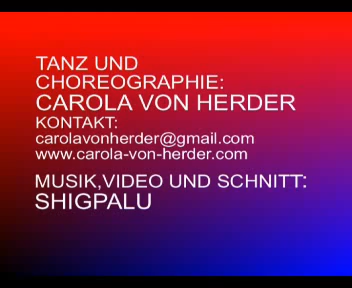 TANZ UND
CHOREOGRAPHIE:
CAROLA VON HERDER
KONTAKT:
carolavonherder@gmail.com
www.carola-von-herder.com
MUSIK,VIDEO UND SCHNITT:
SHIGPALU